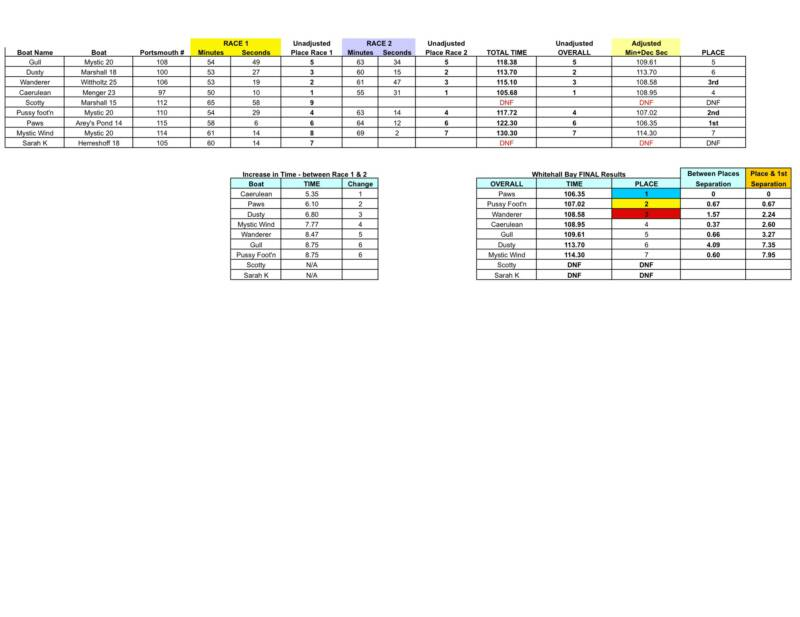 RACE 1 Unadjusted RACE 2 Unadjusted Unadjusted Adjusted
Boat Name Boat Portsmouth # Minutes Seconds Place Race 1 Minutes Seconds Place Race 2 TOTAL TIME OVERALL Min+Dec Sec PLACE
Gull Mystic 20 108 54 49 5 63 34 5 118.38 5 109.61 5
Dusty Marshall 18 100 53 27 3 60 15 2 113.70 2 113.70 6
Wanderer Wittholtz 25 106 53 19 2 61 47 3 115.10 3 108.58 3rd
Caerulean Menger 23 97 50 10 1 55 31 1 105.68 1 108.95 4
Scotty Marshall 15 112 65 58 9 DNF DNF DNF
Pussy foot'n Mystic 20 110 54 29 4 63 14 4 117.72 4 107.02 2nd
Paws Arey's Pond 14 115 58 6 6 64 12 6 122.30 6 106.35 1st
Mystic Wind Mystic 20 114 61 14 8 69 2 7 130.30 7 114.30 7
Sarah K Herreshoff 18 105 60 14 7 DNF DNF DNF
Increase in Time - between Race 1 & 2 Whitehall Bay FINAL Results Between Places Place & 1st
Boat TIME Change OVERALL TIME PLACE Separation Separation
Caerulean 5.35 1 Paws 106.35 1 0 0
Paws 6.10 2 Pussy Foot'n 107.02 2 0.67 0.67
Dusty 6.80 3 Wanderer 108.58 3 1.57 2.24
Mystic Wind 7.77 4 Caerulean 108.95 4 0.37 2.60
Wanderer 8.47 5 Gull 109.61 5 0.66 3.27
Gull 8.75 6 Dusty 113.70 6 4.09 7.35
Pussy Foot'n 8.75 6 Mystic Wind 114.30 7 0.60 7.95
Scotty N/A Scotty DNF DNF
Sarah K N/A Sarah K DNF DNF